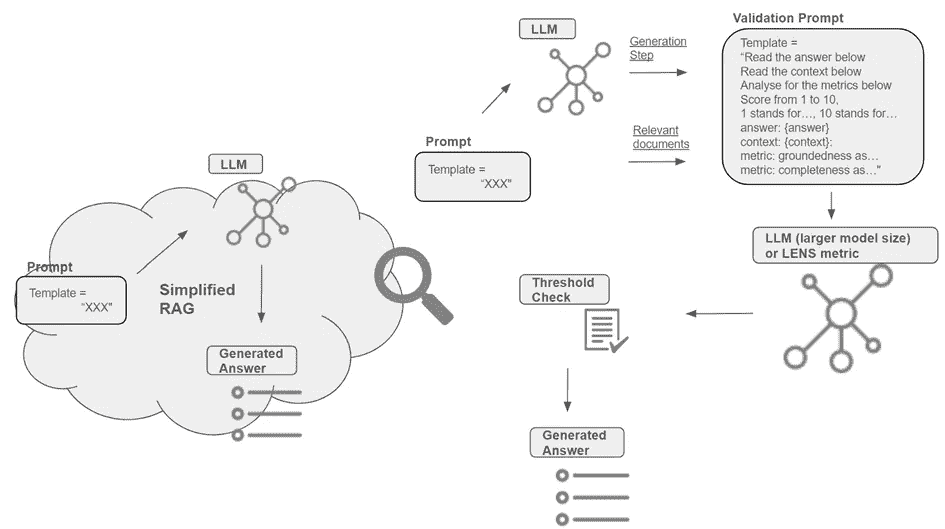 LLM
Prompt
Template =
"XXX"
Simplified
RAG
Generated
Answer
LLM
Prompt
Template =
"XXX"
Generation
Step
Relevant
documents
Validation Prompt
Template =
"Read the answer below
Read the context below
Analyse for the metrics below
Score from 1 to 10,
1 stands for…, 10 stands for…
answer: {answer}
context: {context}:
metric: groundedness as…
metric: completeness as…"
LLM (larger model size)
or LENS metric
Threshold
Check
Generated
Answer